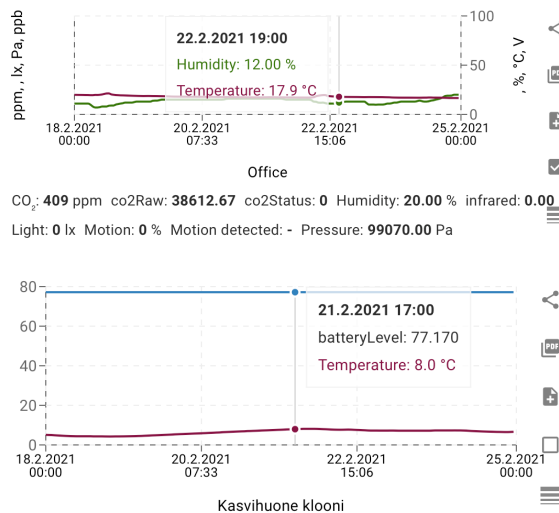 100
50
0
ppm, , lx, Pa, ppb
, %, °C, V
22.2.2021 19:00
Humidity: 12.00 %
Temperature: 17.9 °C
18.2.2021 00:00
20.2.2021 07:33
22.2.2021 15:06
25.2.2021 00:00
Office
CO2: 409 ppm co2Raw: 38612.67 co2Status: 0 Humidity: 20.00 % infrared: 0.00
Light: 0 lx Motion: 0 % Motion detected: - Pressure: 99070.00 Pa
80
60
40
20
0
21.2.2021 17:00
batteryLevel: 77.170
Temperature: 8.0 °C
18.2.2021 00:00
20.2.2021 07:33
22.2.2021 15:06
25.2.2021 00:00
Kasvihuone klooni
PDF
PDF